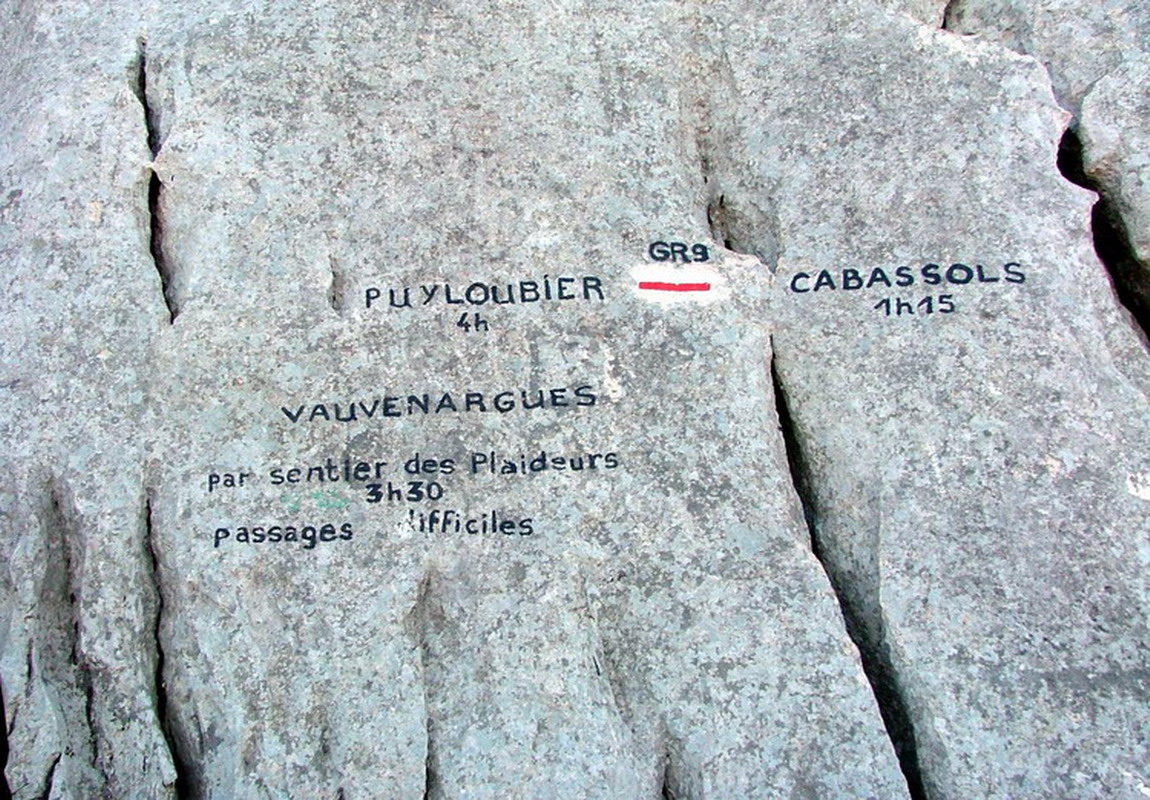 GR9
PUYLOUBIER
CABASSOLS
4h
1h15
VAUVENARGUES
par sentier des Plaideurs
3h30
passages difficiles